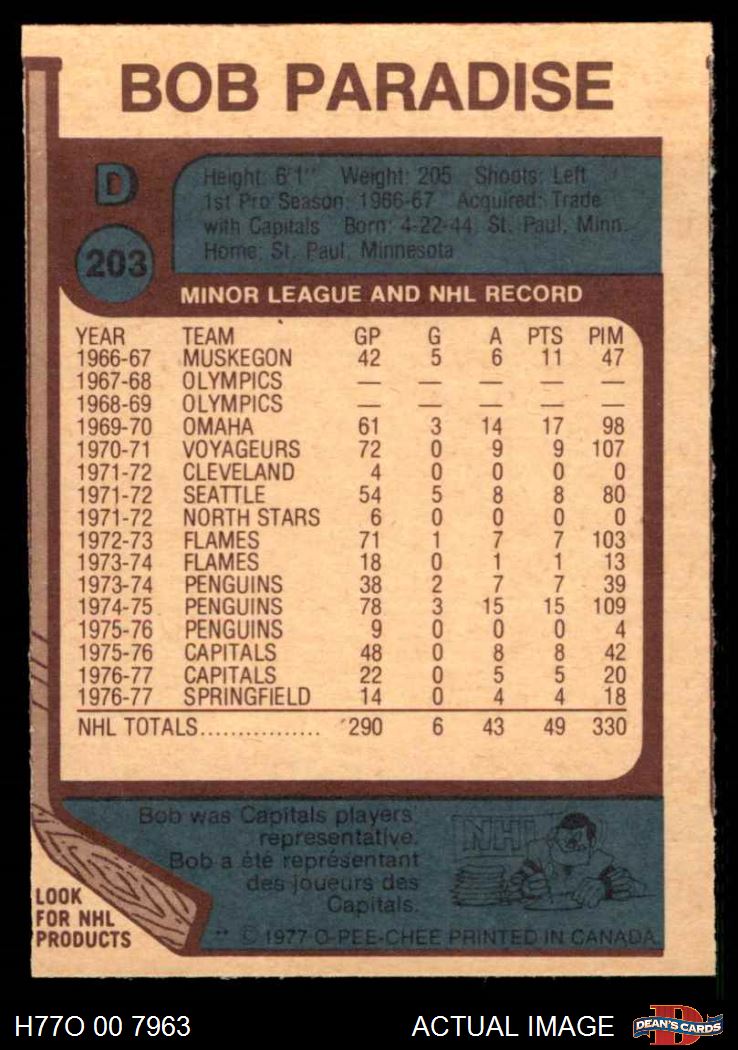 BOB PARADISE
D
Height: 6'1" Weight: 205 Shoots: Left
1st Pro Season: 1966-67 Acquired: Trade
with Capitals Born: 4-22-44, St. Paul, Minn.
Home: St. Paul, Minnesota
203
MINOR LEAGUE AND NHL RECORD
YEAR TEAM GP G A PTS PIM
1966-67 MUSKEGON 42 5 6 11 47
1967-68 OLYMPICS — — — — —
1968-69 OLYMPICS — — — — —
1969-70 OMAHA 61 3 14 17 98
1970-71 VOYAGEURS 72 0 9 9 107
1971-72 CLEVELAND 4 0 0 0 0
1971-72 SEATTLE 54 5 8 8 80
1971-72 NORTH STARS 6 0 0 0 0
1972-73 FLAMES 71 1 7 7 103
1973-74 FLAMES 18 0 1 1 13
1973-74 PENGUINS 38 2 7 7 39
1974-75 PENGUINS 78 3 15 15 109
1975-76 PENGUINS 9 0 0 0 4
1975-76 CAPITALS 48 0 8 8 42
1976-77 CAPITALS 22 0 5 5 20
1976-77 SPRINGFIELD 14 0 4 4 18
NHL TOTALS................ 290 6 43 49 330
Bob was Capitals players'
representative.
Bob a été représentant
des joueurs des
Capitals.
NHL
LOOK
FOR NHL
PRODUCTS
** © 1977 O-PEE-CHEE PRINTED IN CANADA
H77O 00 7963 ACTUAL IMAGE
DEAN'S CARDS